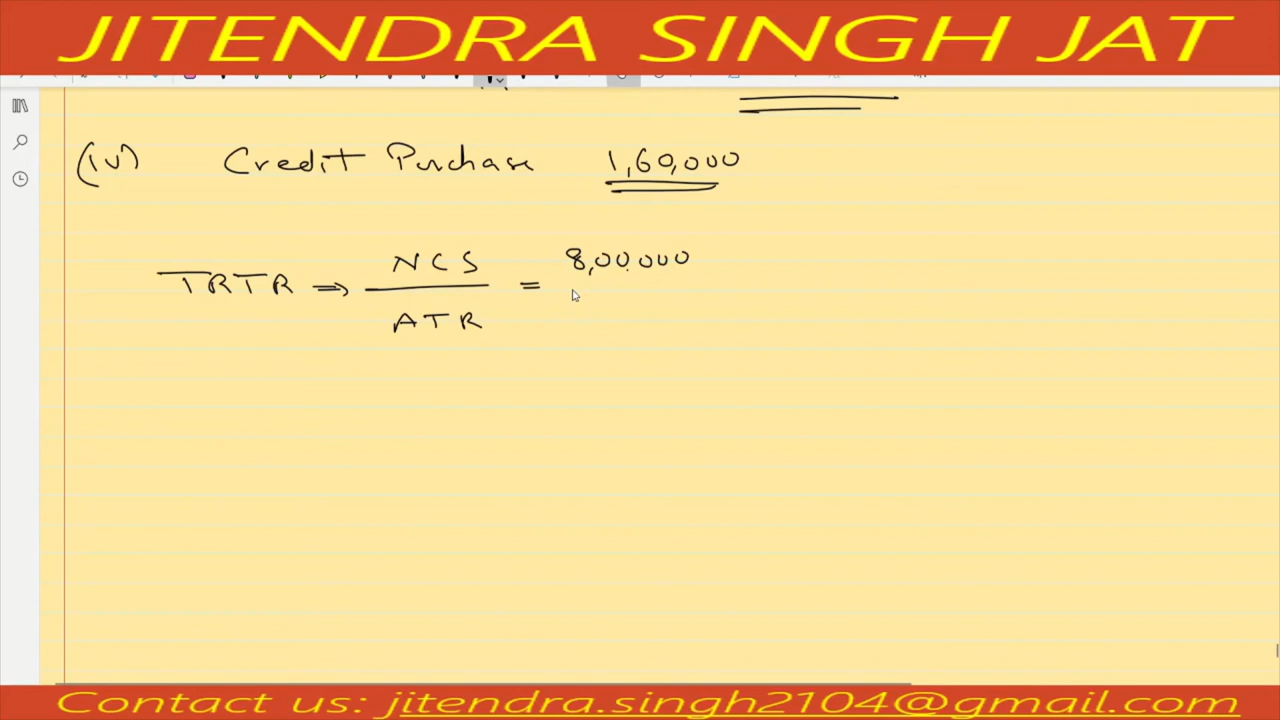 JITENDRA SINGH JAT
(iv) Credit Purchase 1,60,000
TRTR ⇒ NCS / ATR = 8,00,000
Contact us: jitendra.singh2104@gmail.com